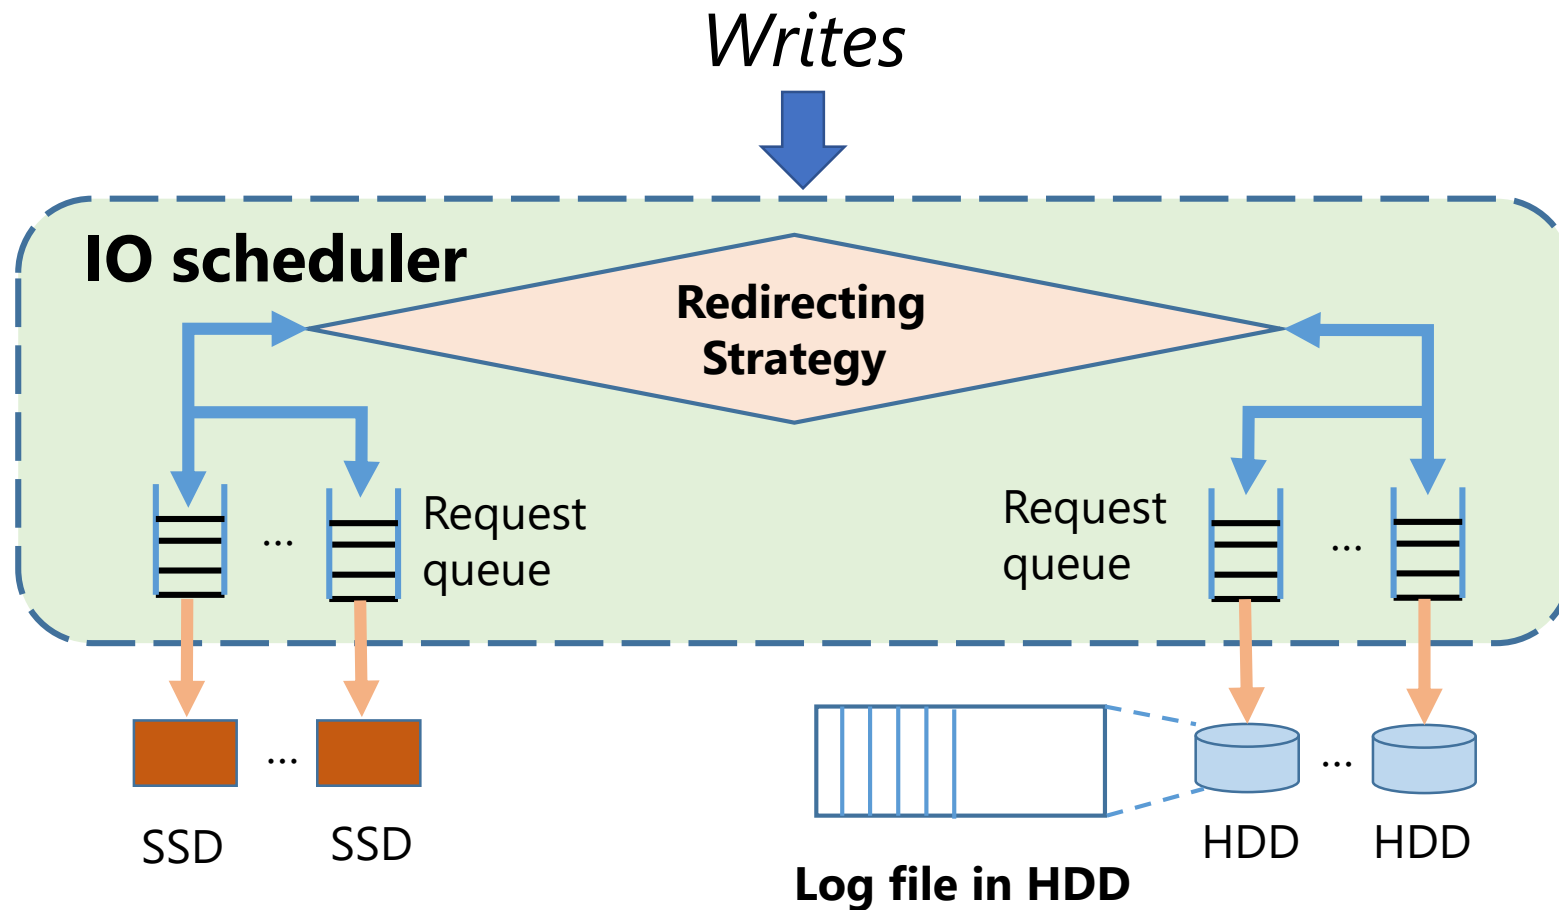 Writes
IO scheduler
Redirecting
Strategy
Request
queue
...
Request
queue
...
...
SSD
SSD
...
HDD
HDD
Log file in HDD